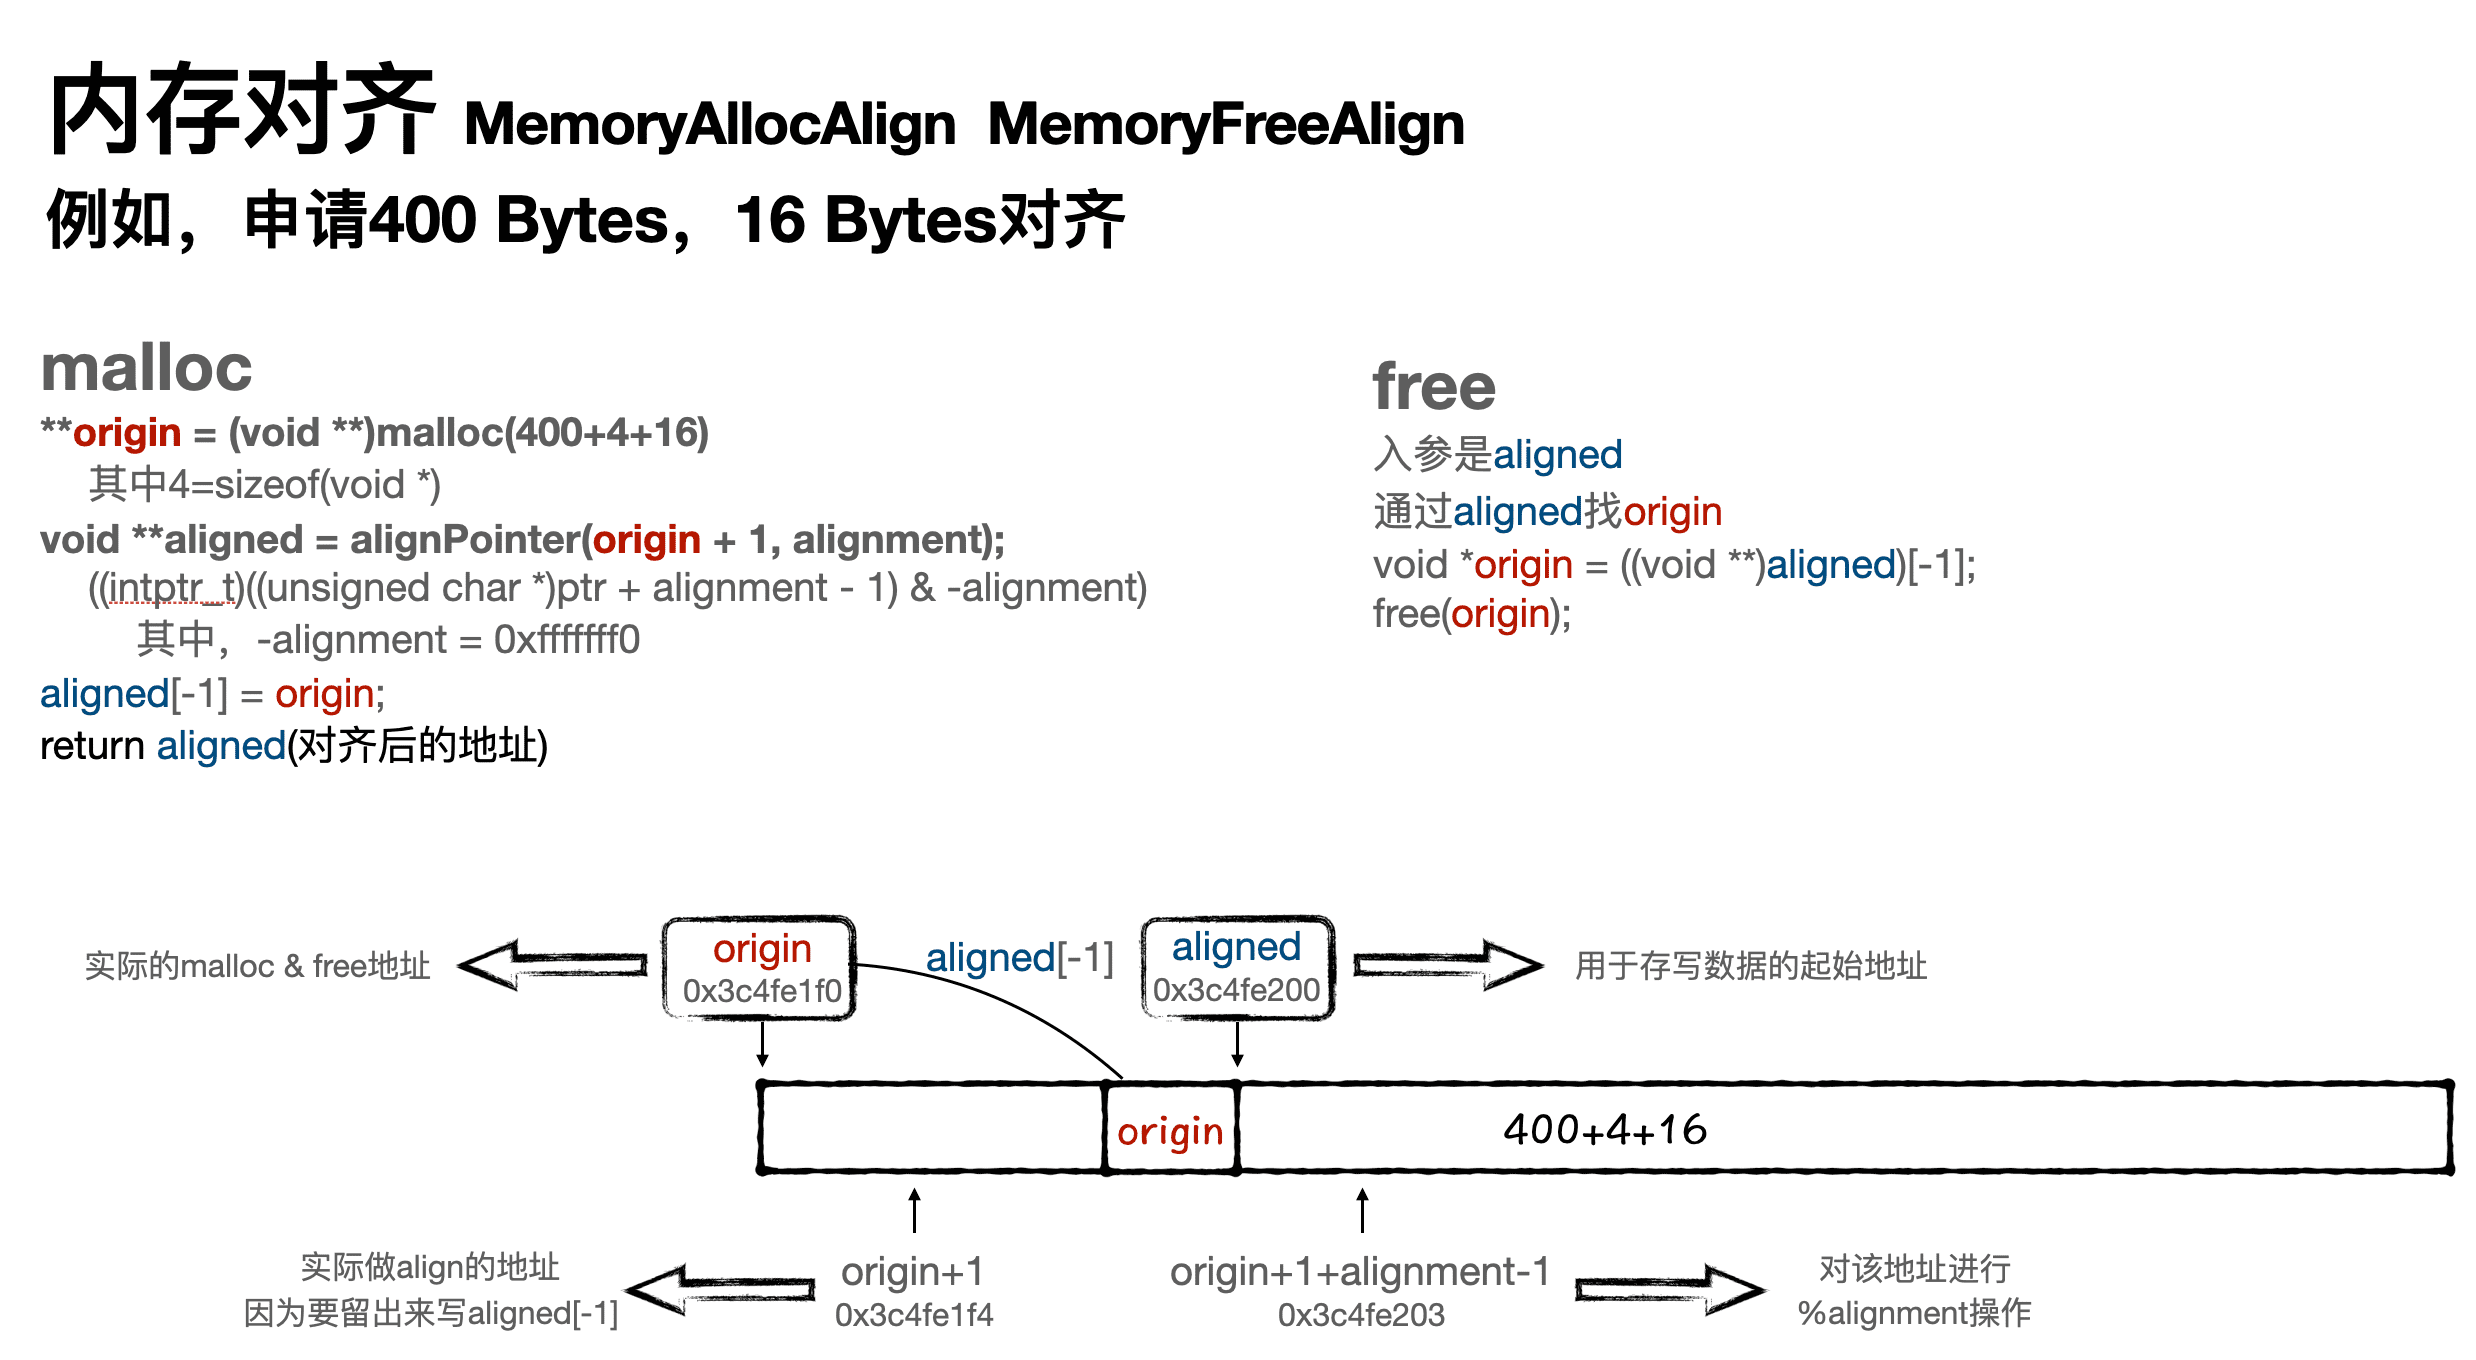 内存对齐 MemoryAllocAlign MemoryFreeAlign
例如，申请400 Bytes，16 Bytes对齐
malloc
**origin = (void **)malloc(400+4+16)
其中4=sizeof(void *)
void **aligned = alignPointer(origin + 1, alignment);
((intptr_t)((unsigned char *)ptr + alignment - 1) & -alignment)
其中，-alignment = 0xfffffff0
aligned[-1] = origin;
return aligned(对齐后的地址)
free
入参是aligned
通过aligned找origin
void *origin = ((void **)aligned)[-1];
free(origin);
实际的malloc & free地址
origin
0x3c4fe1f0
aligned[-1]
aligned
0x3c4fe200
用于存写数据的起始地址
origin
400+4+16
实际做align的地址
因为要留出来写aligned[-1]
origin+1
0x3c4fe1f4
origin+1+alignment-1
0x3c4fe203
对该地址进行
%alignment操作